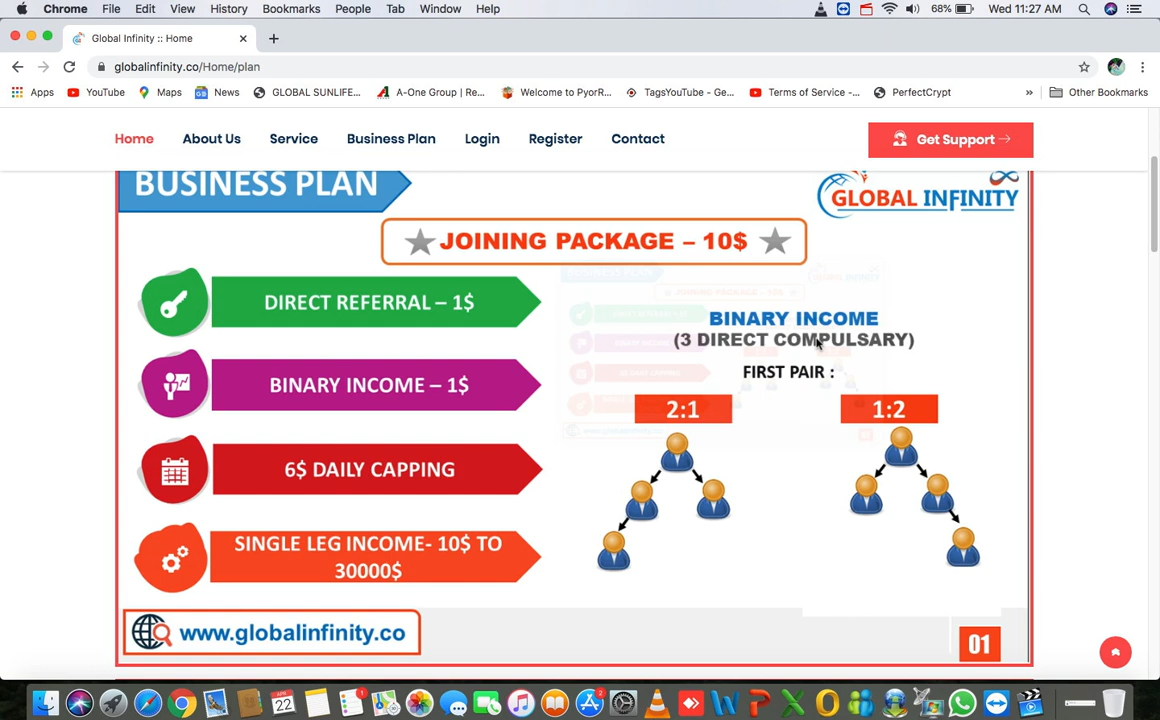 Chrome File Edit View History Bookmarks People Tab Window Help 68% Wed 11:27 AM
Global Infinity :: Home
globalinfinity.co/Home/plan
Apps YouTube Maps News GLOBAL SUNLIFE... A-One Group | Re... Welcome to PyorR... TagsYouTube - Ge... Terms of Service -... PerfectCrypt » Other Bookmarks
Home About Us Service Business Plan Login Register Contact Get Support
BUSINESS PLAN
GLOBAL INFINITY
JOINING PACKAGE – 10$
DIRECT REFERRAL – 1$
BINARY INCOME – 1$
6$ DAILY CAPPING
SINGLE LEG INCOME- 10$ TO
30000$
BINARY INCOME
(3 DIRECT COMPULSARY)
FIRST PAIR :
2:1 1:2
www.globalinfinity.co
01
APR
22